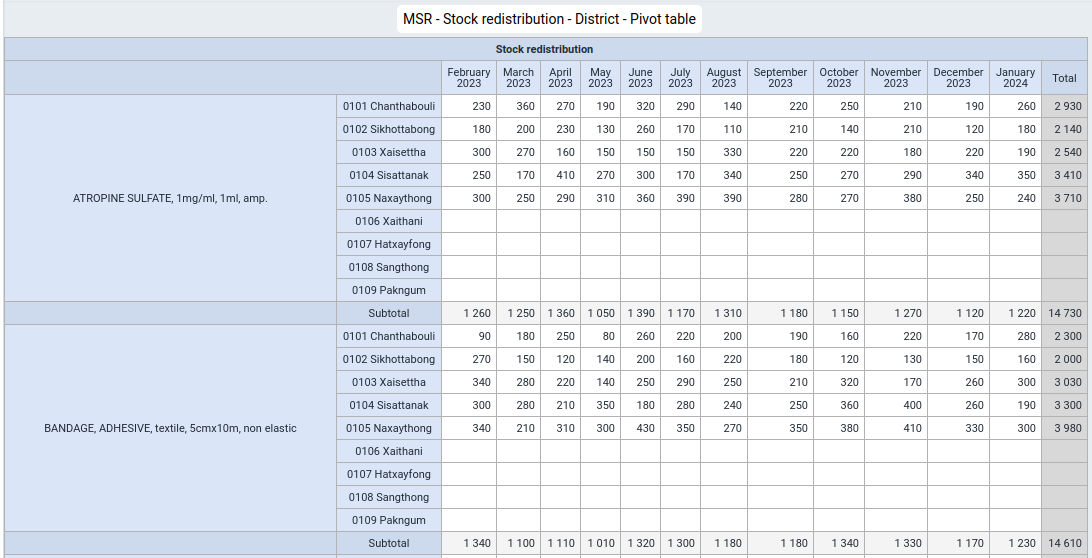 MSR - Stock redistribution - District - Pivot table
Stock redistribution
February 2023 March 2023 April 2023 May 2023 June 2023 July 2023 August 2023 September 2023 October 2023 November 2023 December 2023 January 2024 Total
ATROPINE SULFATE, 1mg/ml, 1ml, amp.
0101 Chanthabouli 230 360 270 190 320 290 140 220 250 210 190 260 2 930
0102 Sikhottabong 180 200 230 130 260 170 110 210 140 210 120 180 2 140
0103 Xaisettha 300 270 160 150 150 150 330 220 220 180 220 190 2 540
0104 Sisattanak 250 170 410 270 300 170 340 250 270 290 340 350 3 410
0105 Naxaythong 300 250 290 310 360 390 390 280 270 380 250 240 3 710
0106 Xaithani
0107 Hatxayfong
0108 Sangthong
0109 Pakngum
Subtotal 1 260 1 250 1 360 1 050 1 390 1 170 1 310 1 180 1 150 1 270 1 120 1 220 14 730
BANDAGE, ADHESIVE, textile, 5cmx10m, non elastic
0101 Chanthabouli 90 180 250 80 260 220 200 190 160 220 170 280 2 300
0102 Sikhottabong 270 150 120 140 200 160 220 180 120 130 150 160 2 000
0103 Xaisettha 340 280 220 140 250 290 250 210 320 170 260 300 3 030
0104 Sisattanak 300 280 210 350 180 280 240 250 360 400 260 190 3 300
0105 Naxaythong 340 210 310 300 430 350 270 350 380 410 330 300 3 980
0106 Xaithani
0107 Hatxayfong
0108 Sangthong
0109 Pakngum
Subtotal 1 340 1 100 1 110 1 010 1 320 1 300 1 180 1 180 1 340 1 330 1 170 1 230 14 610